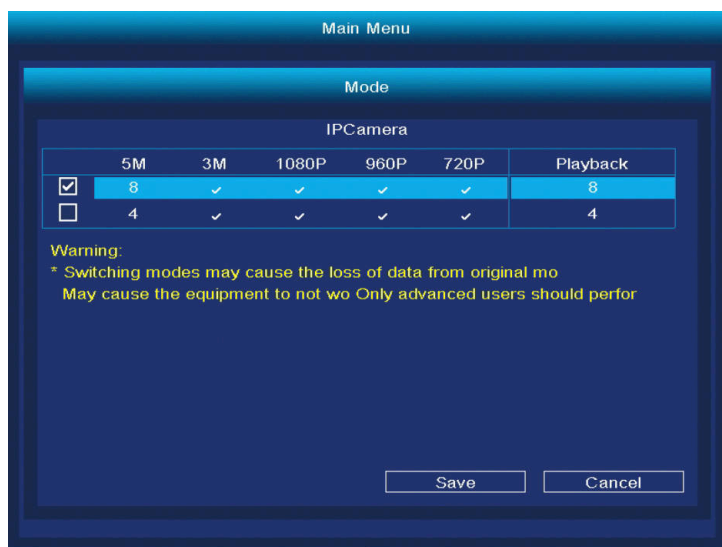 Main Menu
Mode
IPCamera
5M 3M 1080P 960P 720P Playback
8 ✓ ✓ ✓ ✓ 8
4 ✓ ✓ ✓ ✓ 4
Warning:
* Switching modes may cause the loss of data from original mo
May cause the equipment to not wo Only advanced users should perfor
Save Cancel